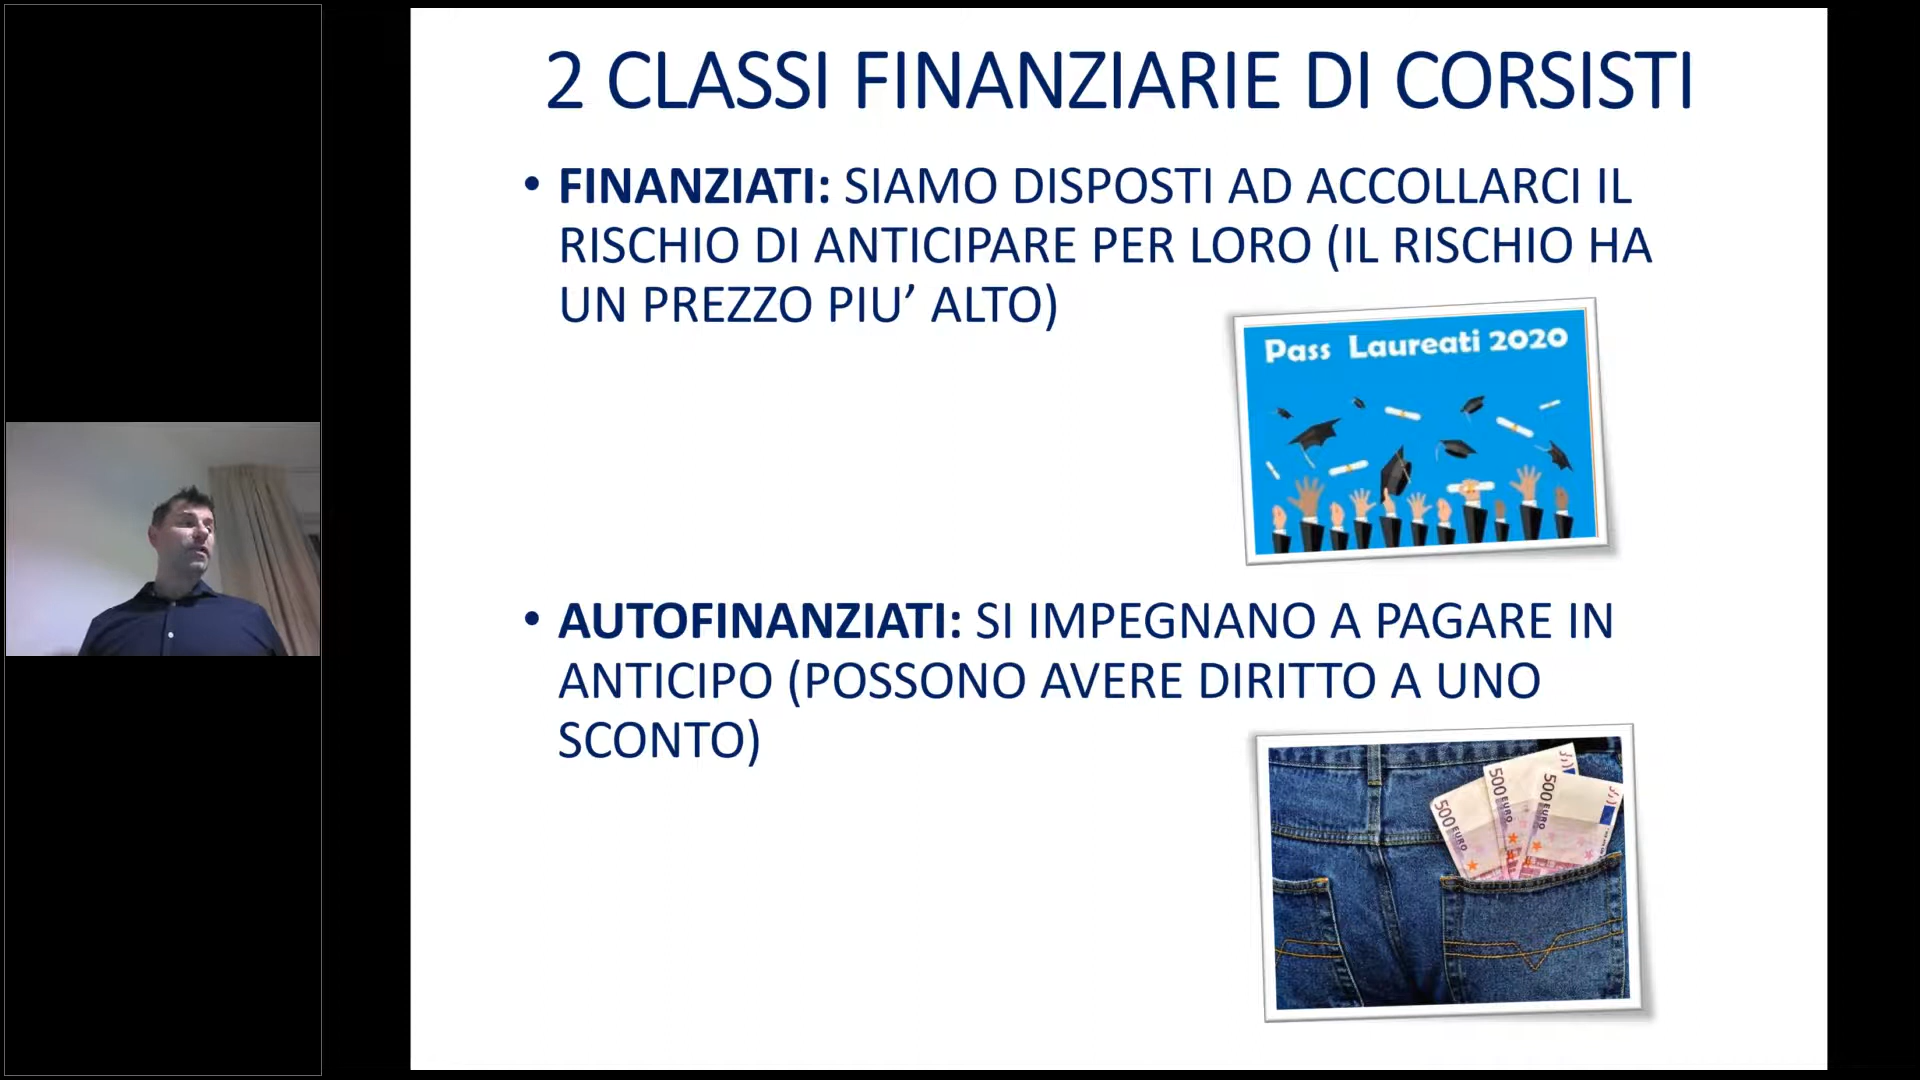 2 CLASSI FINANZIARIE DI CORSISTI
• FINANZIATI: SIAMO DISPOSTI AD ACCOLLARCI IL
RISCHIO DI ANTICIPARE PER LORO (IL RISCHIO HA
UN PREZZO PIU’ ALTO)
Pass Laureati 2020
• AUTOFINANZIATI: SI IMPEGNANO A PAGARE IN
ANTICIPO (POSSONO AVERE DIRITTO A UNO
SCONTO)
500 EURO
500 EURO
500 EURO